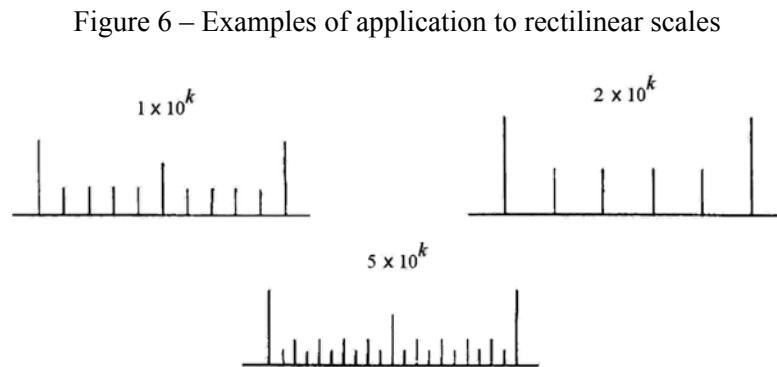 Figure 6 – Examples of application to rectilinear scales
1 x 10^k
2 x 10^k
5 x 10^k